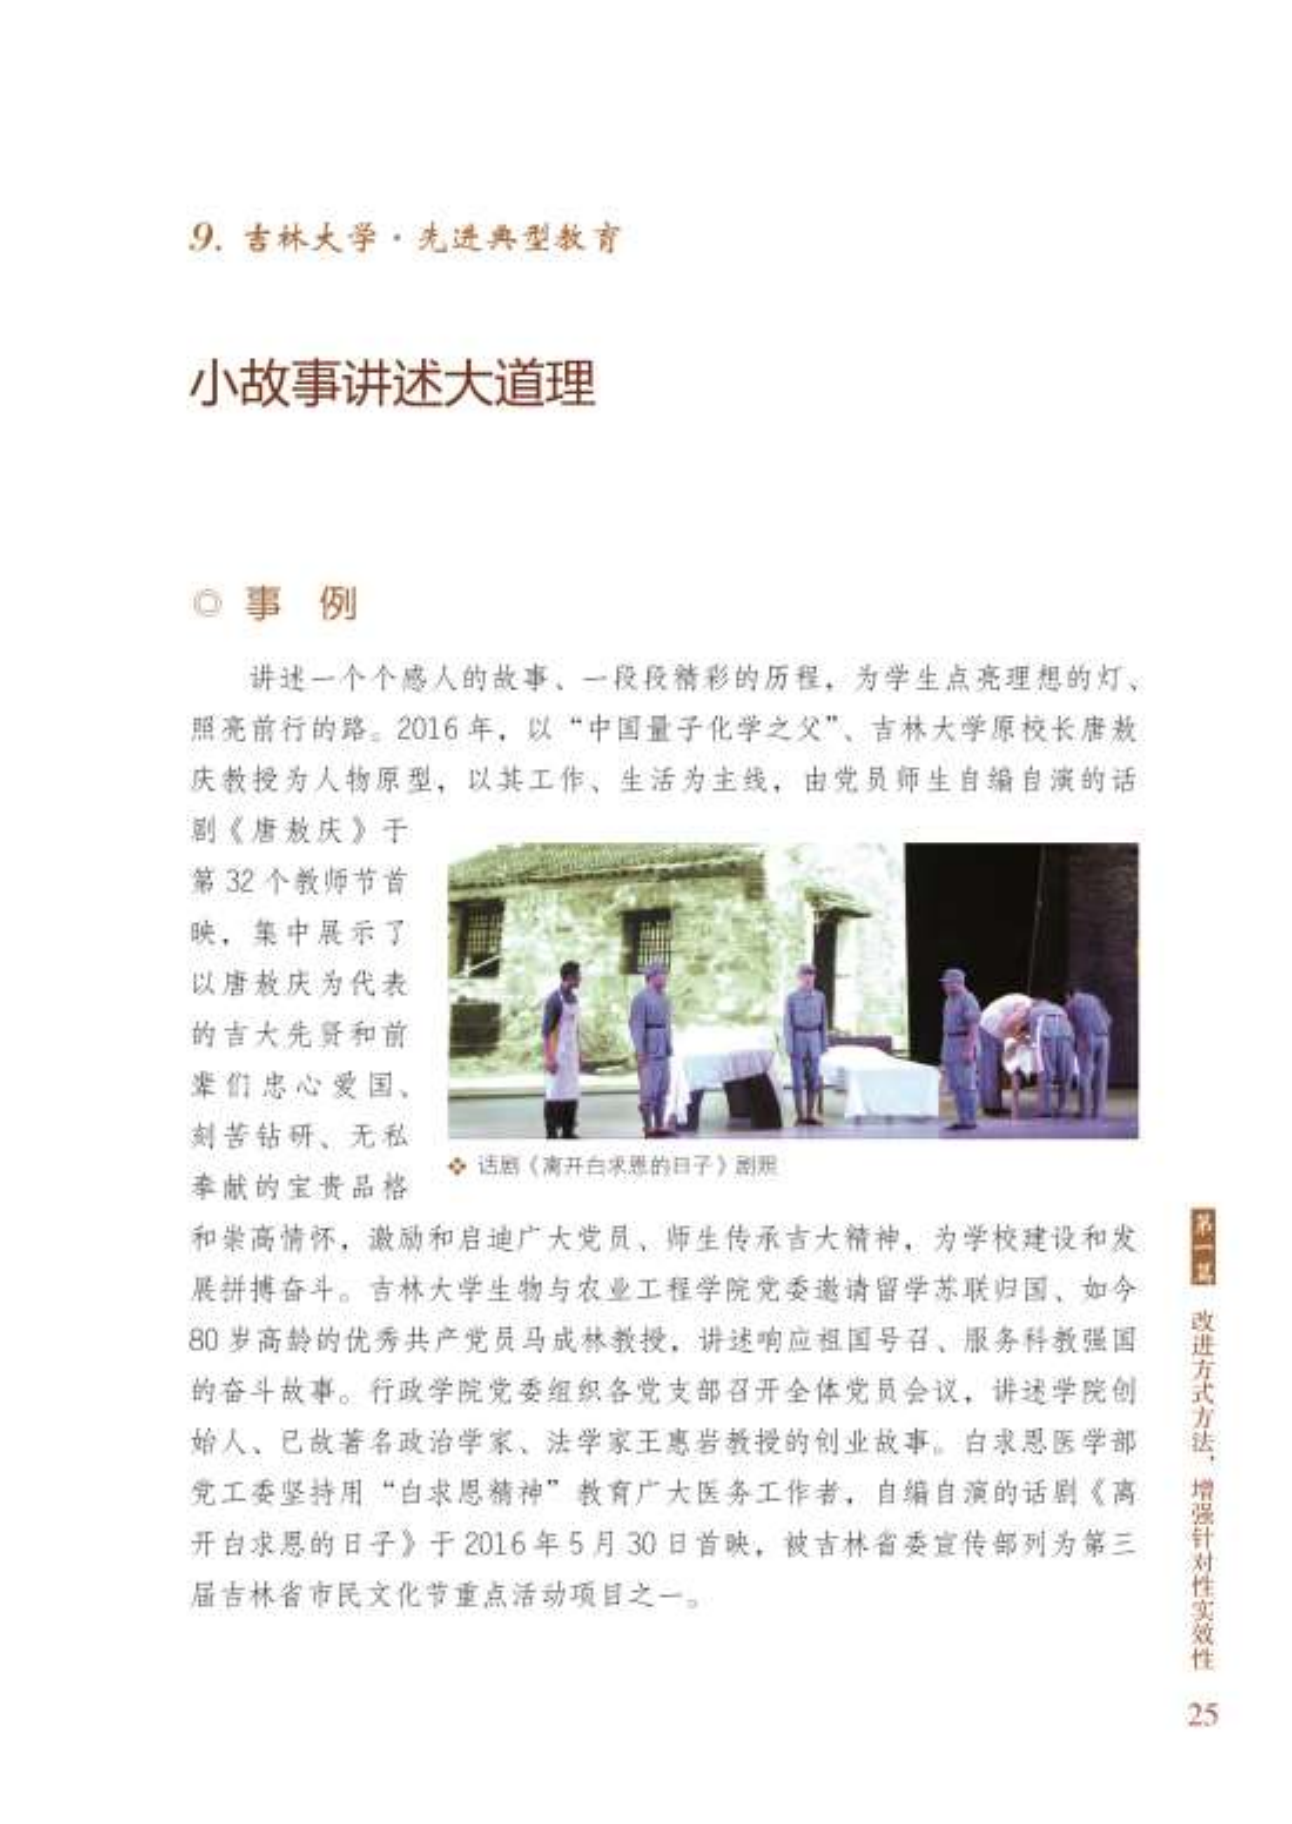 9. 吉林大学·先进典型教育
小故事讲述大道理
◎ 事 例
讲述一个个感人的故事、一段段精彩的历程，为学生点亮理想的灯、
照亮前行的路。2016 年，以“中国量子化学之父”、吉林大学原校长唐敖
庆教授为人物原型，以其工作、生活为主线，由党员师生自编自演的话
剧《唐敖庆》于
第 32 个教师节首
映，集中展示了
以唐敖庆为代表
的吉大先贤和前
辈们忠心爱国、
刻苦钻研、无私
奉献的宝贵品格
和崇高情怀，激励和启迪广大党员、师生传承吉大精神，为学校建设和发
展拼搏奋斗。吉林大学生物与农业工程学院党委邀请留学苏联归国、如今
80 岁高龄的优秀共产党员马成林教授，讲述响应祖国号召、服务科教强国
的奋斗故事。行政学院党委组织各党支部召开全体党员会议，讲述学院创
始人、已故著名政治学家、法学家王惠岩教授的创业故事。白求恩医学部
党工委坚持用“白求恩精神”教育广大医务工作者，自编自演的话剧《离
开白求恩的日子》于 2016 年 5 月 30 日首映，被吉林省委宣传部列为第三
届吉林省市民文化节重点活动项目之一。
话剧《离开白求恩的日子》剧照
第一篇 改进方式方法，增强针对性实效性
25